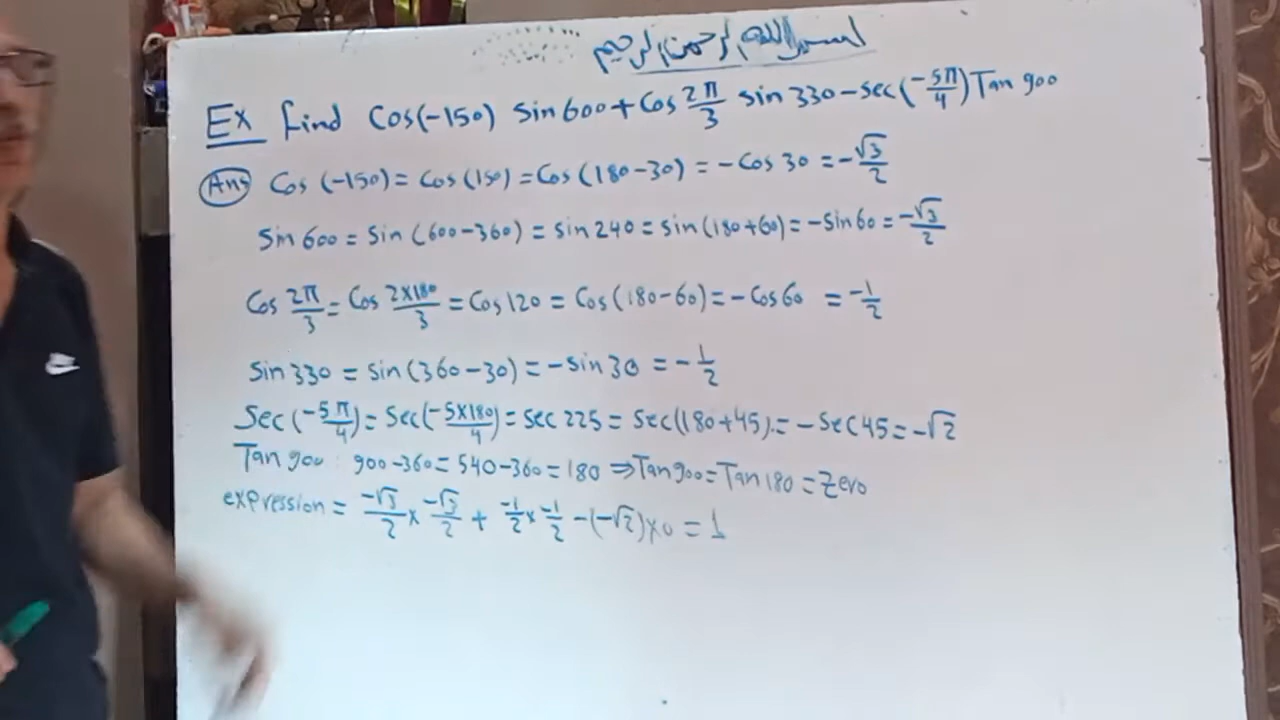 بسم الله الرحمن الرحيم
Ex find Cos(-150) sin 600 + Cos 2π/3 sin 330 - sec(-5π/4) Tan 900
Ans Cos (-150) = Cos (150) = Cos (180-30) = - Cos 30 = -√3/2
Sin 600 = Sin (600-360) = sin 240 = sin (180+60) = - sin 60 = -√3/2
Cos 2π/3 = Cos 2×180/3 = Cos 120 = Cos (180-60) = - Cos 60 = -1/2
Sin 330 = sin (360-30) = - sin 30 = -1/2
Sec (-5π/4) = Sec (-5×180/4) = sec 225 = Sec (180+45) = - Sec 45 = -√2
Tan 900 900-360 = 540-360 = 180 ⇒ Tan 900 = Tan 180 = Zero
expression = -√3/2 × -√3/2 + -1/2 × -1/2 - (-√2) × 0 = 1